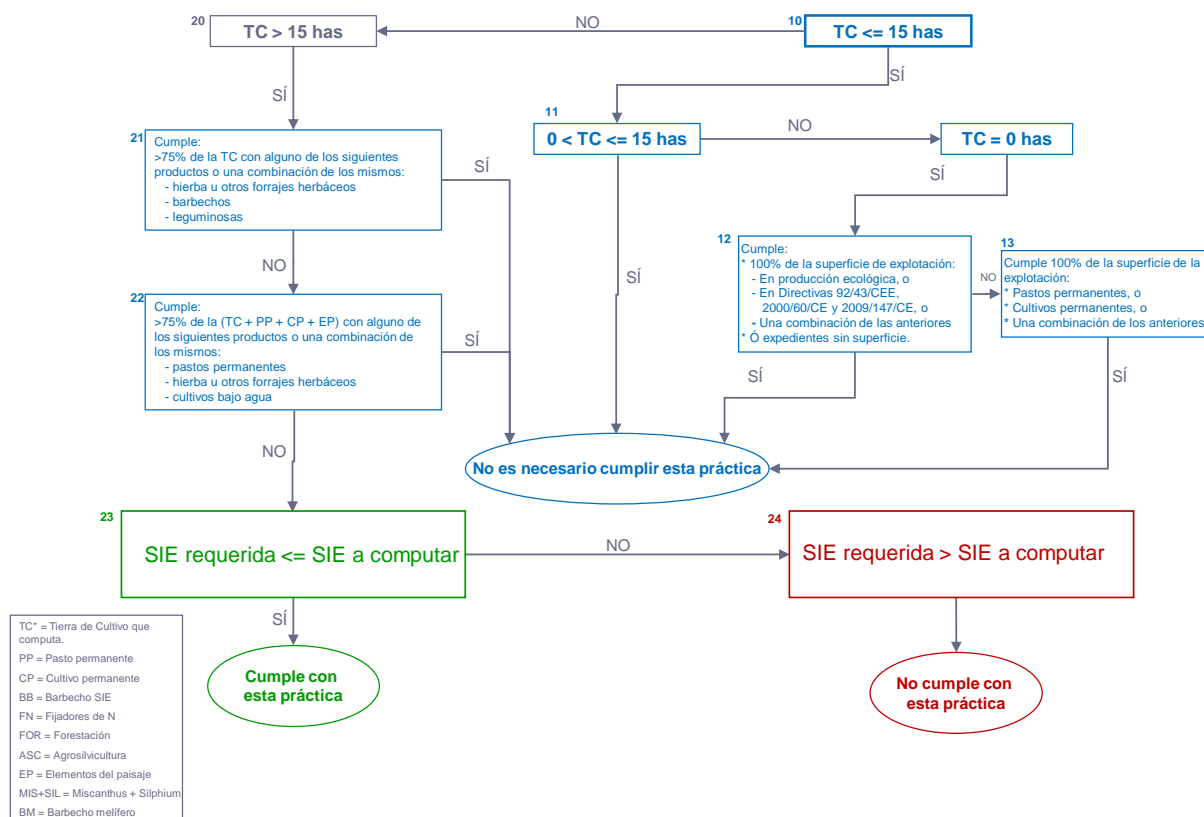 20
TC > 15 has
NO
10
TC <= 15 has
SÍ
SÍ
11
0 < TC <= 15 has
NO
TC = 0 has
21
Cumple:
>75% de la TC con alguno de los siguientes
productos o una combinación de los mismos:
- hierba u otros forrajes herbáceos
- barbechos
- leguminosas
SÍ
SÍ
NO
SÍ
12
Cumple:
* 100% de la superficie de explotación:
- En producción ecológica, o
- En Directivas 92/43/CEE,
2000/60/CE y 2009/147/CE, o
- Una combinación de las anteriores
* Ó expedientes sin superficie.
NO
13
Cumple 100% de la superficie de la
explotación:
* Pastos permanentes, o
* Cultivos permanentes, o
* Una combinación de los anteriores
22
Cumple:
>75% de la (TC + PP + CP + EP) con alguno de
los siguientes productos o una combinación
de los mismos:
- pastos permanentes
- hierba u otros forrajes herbáceos
- cultivos bajo agua
SÍ
SÍ
SÍ
NO
No es necesario cumplir esta práctica
23
SIE requerida <= SIE a computar
NO
24
SIE requerida > SIE a computar
SÍ
SÍ
Cumple con
esta práctica
No cumple con
esta práctica
TC* = Tierra de Cultivo que
computa.
PP = Pasto permanente
CP = Cultivo permanente
BB = Barbecho SIE
FN = Fijadores de N
FOR = Forestación
ASC = Agrosilvicultura
EP = Elementos del paisaje
MIS+SIL = Miscanthus + Silphium
BM = Barbecho melífero